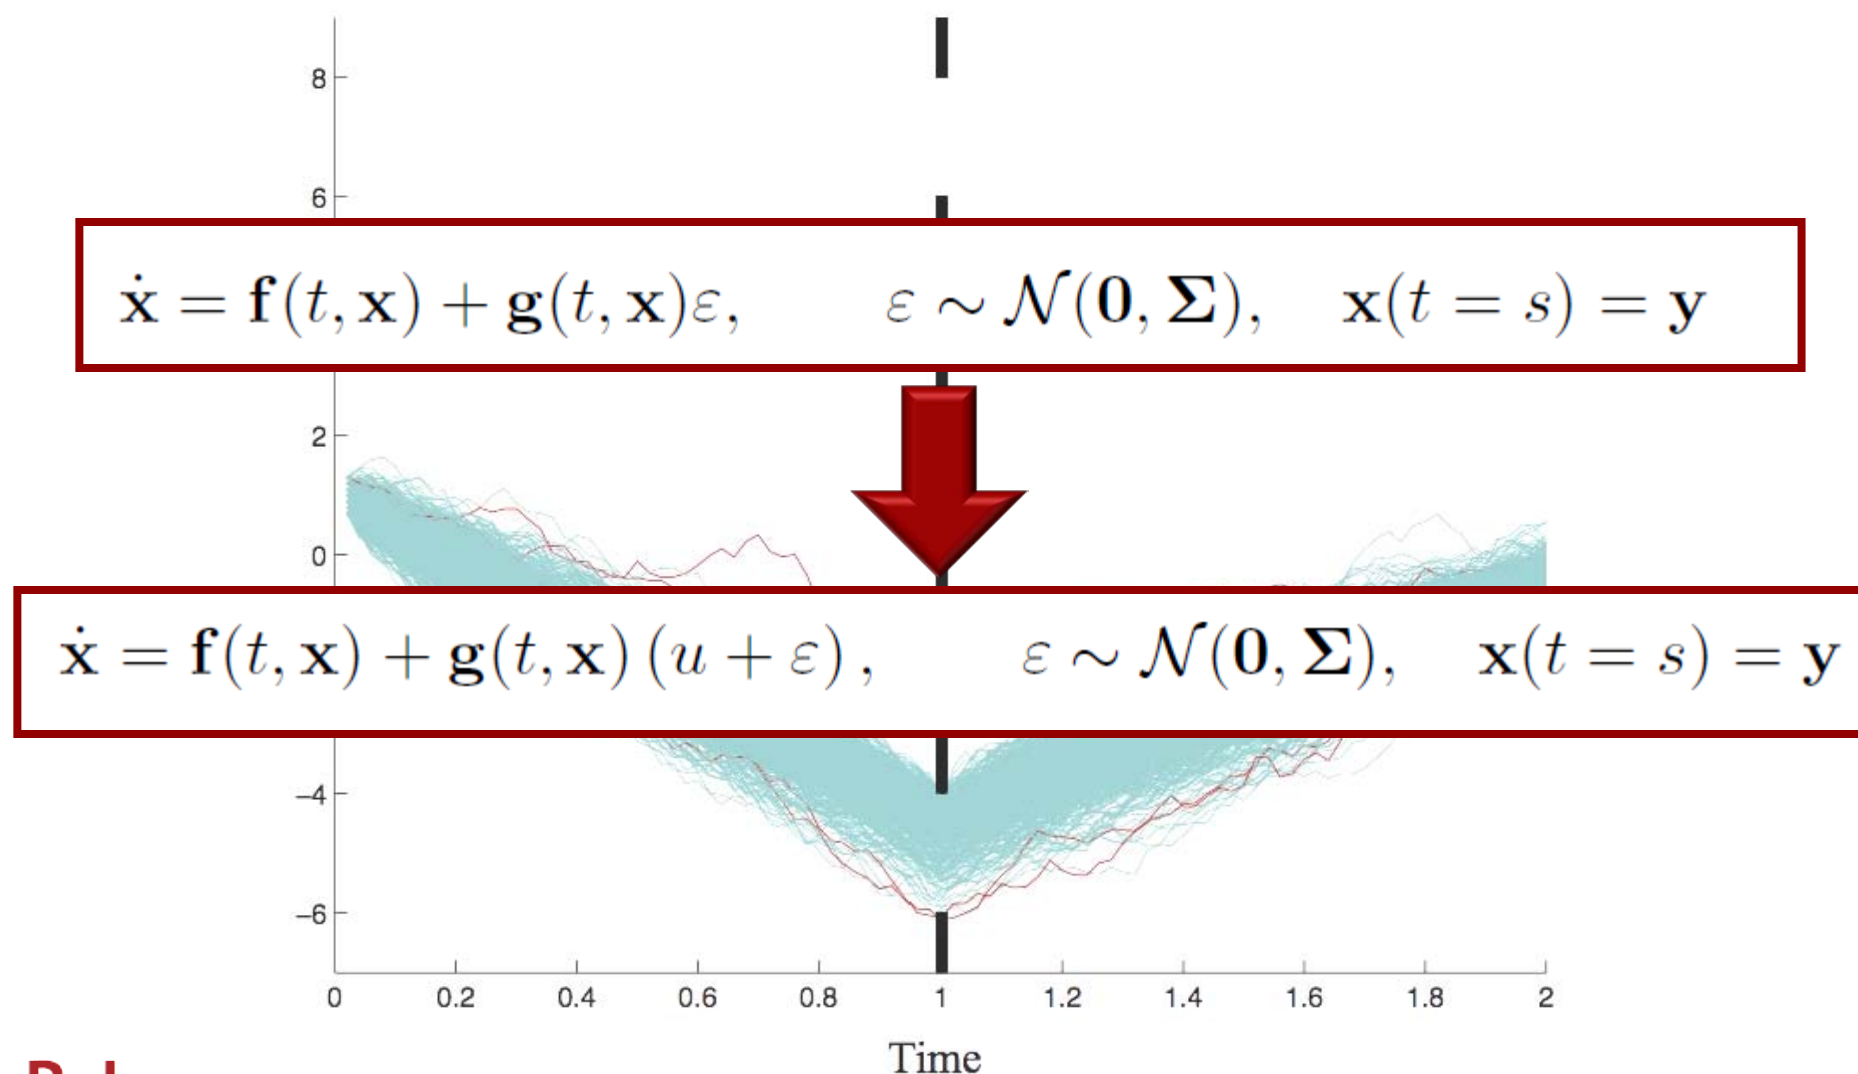 8
6
ẋ = f(t, x) + g(t, x)ε, ε ∼ 𝒩(0, Σ), x(t = s) = y
2
0
ẋ = f(t, x) + g(t, x) (u + ε) , ε ∼ 𝒩(0, Σ), x(t = s) = y
−4
−6
0 0.2 0.4 0.6 0.8 1 1.2 1.4 1.6 1.8 2
Time